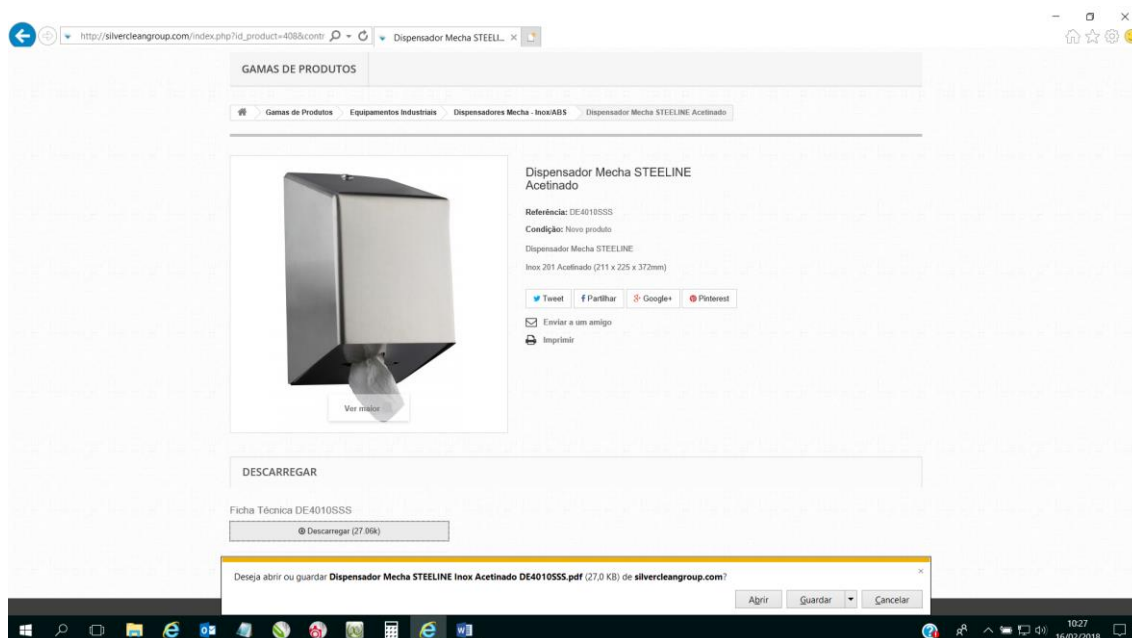 http://silvercleangroup.com/index.php?id_product=408&contr
Dispensador Mecha STEELI...
GAMAS DE PRODUTOS
Gamas de Produtos
Equipamentos Industriais
Dispensadores Mecha - Inox/ABS
Dispensador Mecha STEELINE Acetinado
Dispensador Mecha STEELINE
Acetinado
Referência: DE4010SSS
Condição: Novo produto
Dispensador Mecha STEELINE
Inox 201 Acetinado (211 x 225 x 372mm)
Tweet
Partilhar
Google+
Pinterest
Enviar a um amigo
Imprimir
Ver maior
DESCARREGAR
Ficha Técnica DE4010SSS
Descarregar (27.06k)
Deseja abrir ou guardar Dispensador Mecha STEELINE Inox Acetinado DE4010SSS.pdf (27,0 KB) de silvercleangroup.com?
Abrir
Guardar
Cancelar
10:27
16/02/2018